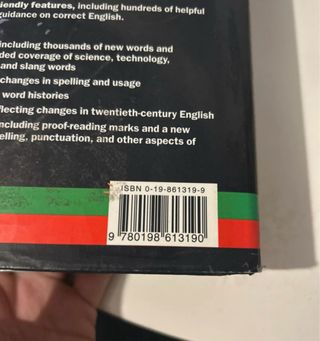 iendly features, including hundreds of helpful
guidance on correct English.
including thousands of new words and
ded coverage of science, technology,
and slang words
changes in spelling and usage
word histories
flecting changes in twentieth-century English
ncluding proof-reading marks and a new
elling, punctuation, and other aspects of
ISBN 0-19-861319-9
9 780198 613190